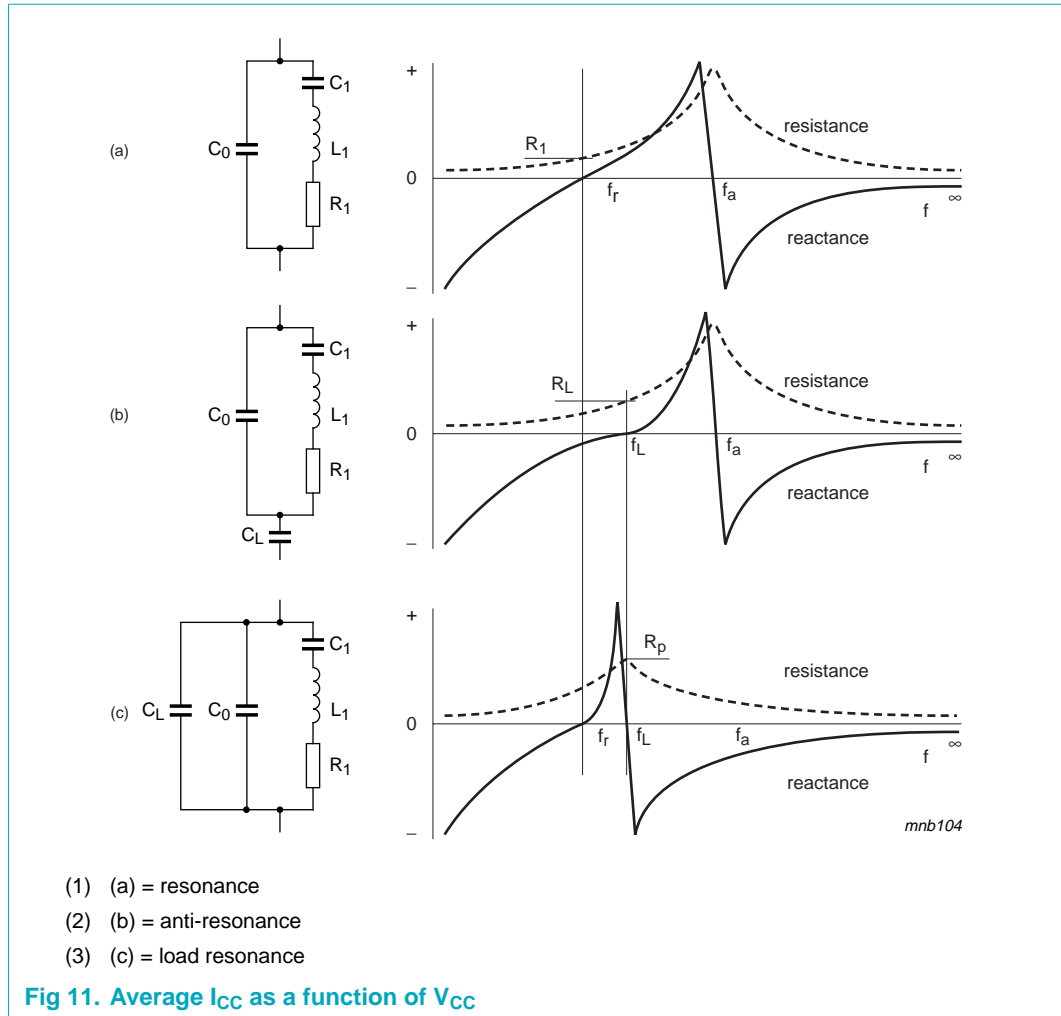 (a)
C0
C1
L1
R1
+
0
−
R1
fr
fa
resistance
f
∞
reactance
(b)
C0
C1
L1
R1
CL
+
0
−
RL
fL
fa
resistance
f
∞
reactance
(c)
CL
C0
C1
L1
R1
+
0
−
Rp
fr
fL
fa
resistance
f
∞
reactance
mnb104
(1) (a) = resonance
(2) (b) = anti-resonance
(3) (c) = load resonance
Fig 11. Average ICC as a function of VCC